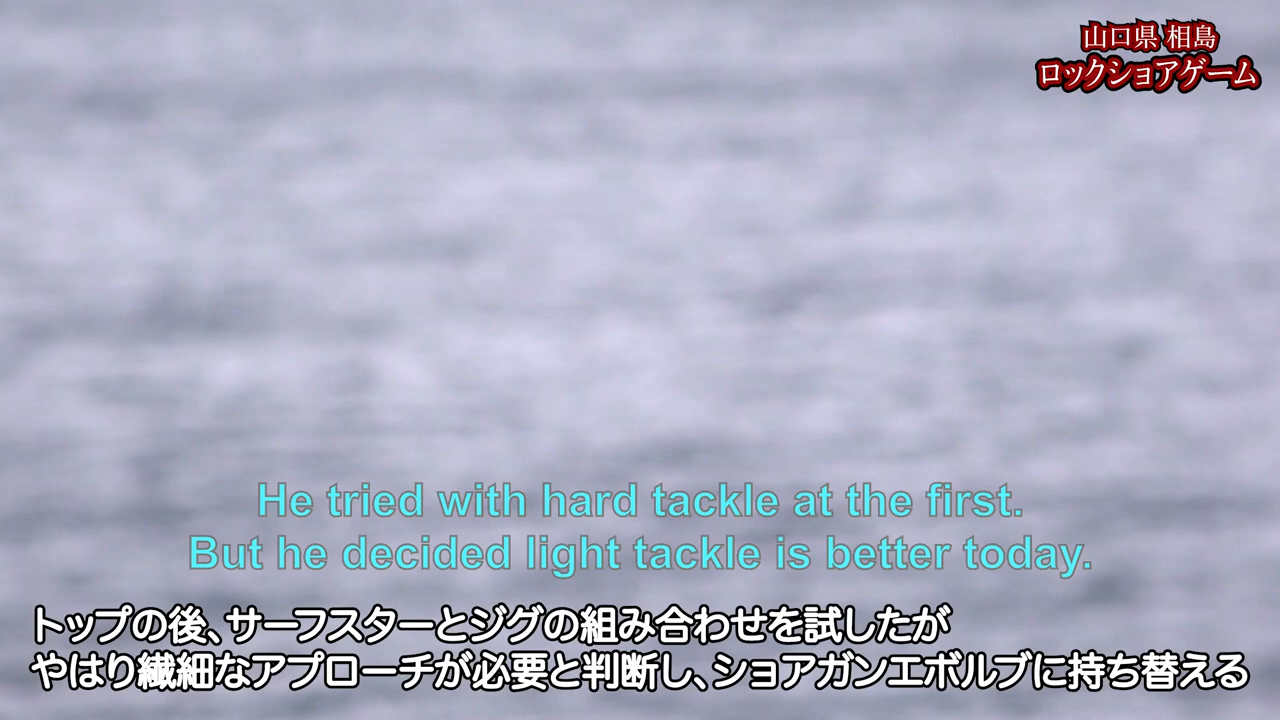 山口県 相島
ロックショアゲーム
He tried with hard tackle at the first.
But he decided light tackle is better today.
トップの後、サーフスターとジグの組み合わせを試したが
やはり繊細なアプローチが必要と判断し、ショアガンエボルブに持ち替える